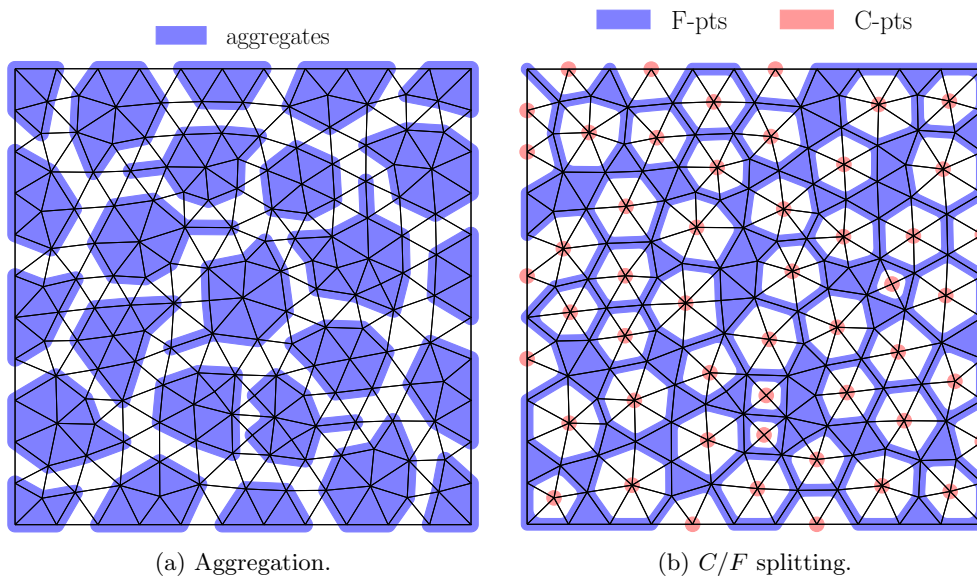 aggregates
F-pts C-pts
(a) Aggregation.
(b) C/F splitting.